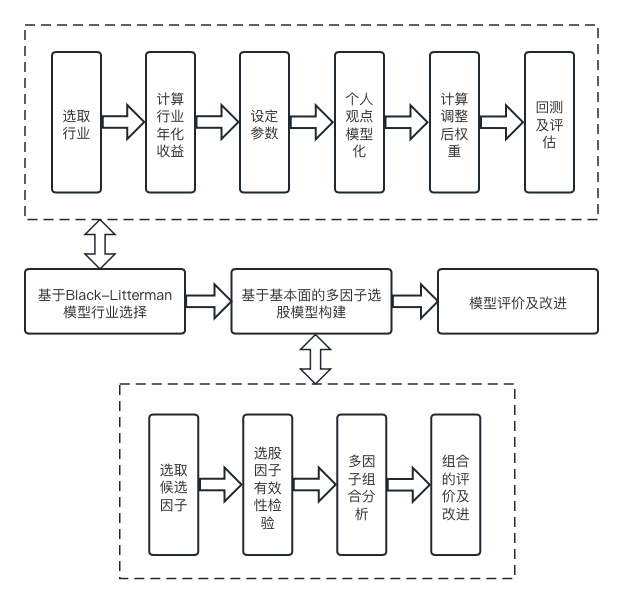 选取
行业
计算
行业
年化
收益
设定
参数
个人
观点
模型
化
计算
调整
后权
重
回测
及评
估
基于Black-Litterman
模型行业选择
基于基本面的多因子选
股模型构建
模型评价及改进
选取
候选
因子
选股
因子
有效
性检
验
多因
子组
合分
析
组合
的评
价及
改进